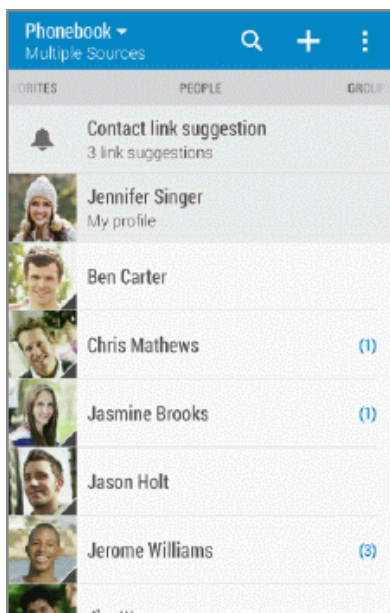 Phonebook
Multiple Sources
ORITES PEOPLE GROUP
Contact link suggestion
3 link suggestions
Jennifer Singer
My profile
Ben Carter
Chris Mathews (1)
Jasmine Brooks (1)
Jason Holt
Jerome Williams (3)